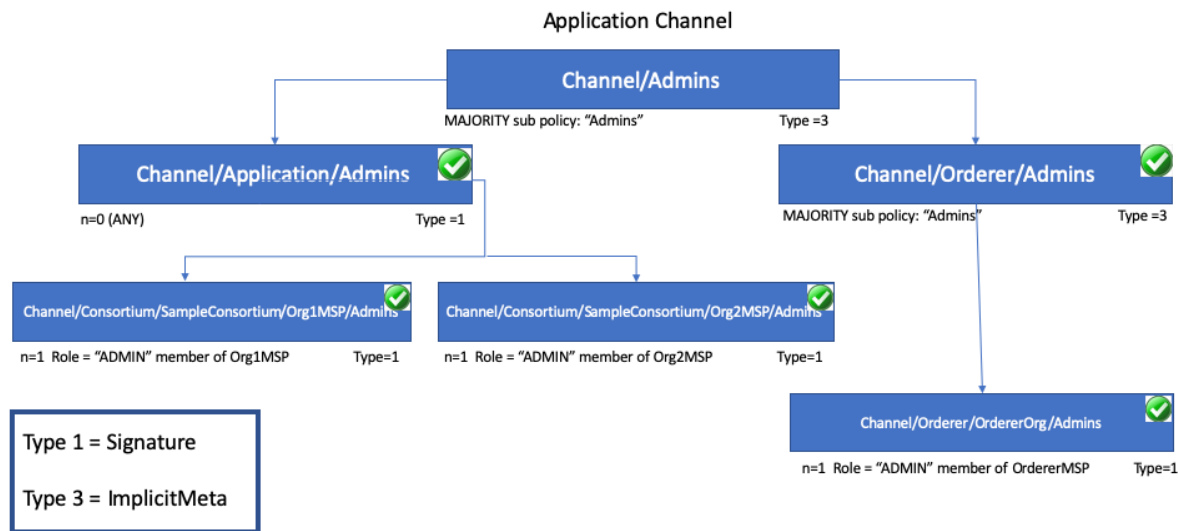 Application Channel
Channel/Admins
MAJORITY sub policy: “Admins”
Type =3
Channel/Application/Admins
Channel/Orderer/Admins
n=0 (ANY)
Type =1
MAJORITY sub policy: “Admins”
Type =3
Channel/Consortium/SampleConsortium/Org1MSP/Admins
Channel/Consortium/SampleConsortium/Org2MSP/Admins
n=1 Role = “ADMIN” member of Org1MSP
Type=1
n=1 Role = “ADMIN” member of Org2MSP
Type=1
Channel/Orderer/OrdererOrg/Admins
n=1 Role = “ADMIN” member of OrdererMSP
Type=1
Type 1 = Signature
Type 3 = ImplicitMeta